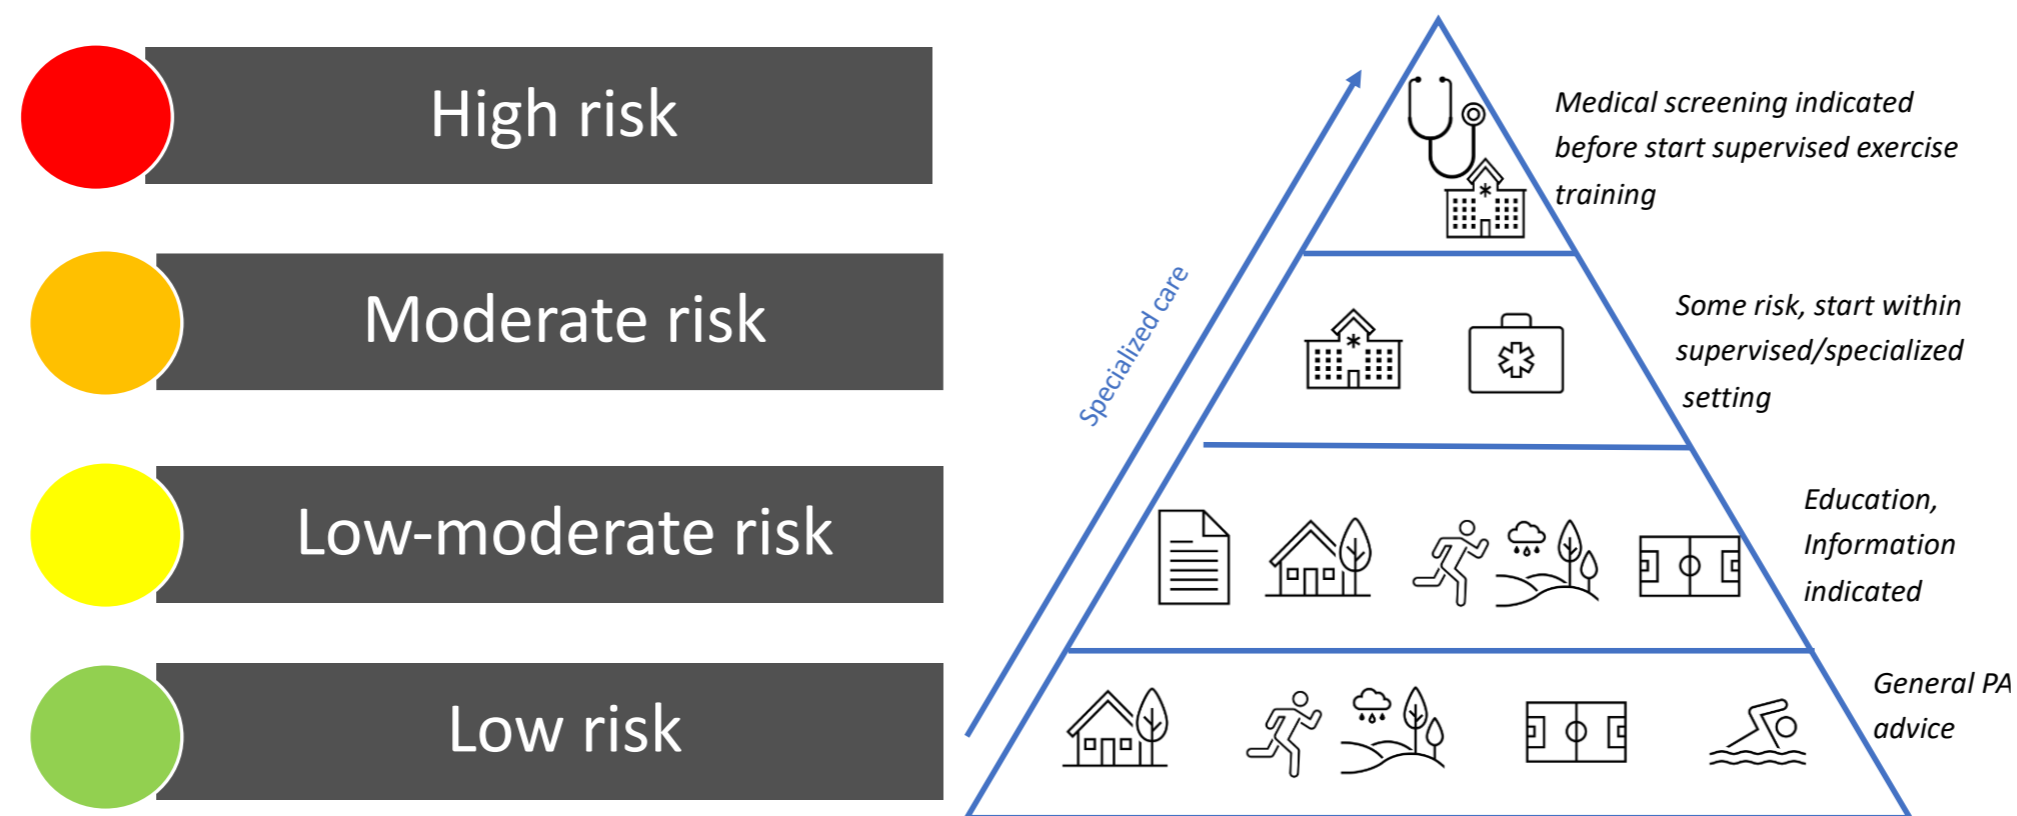 High risk
Medical screening indicated
before start supervised exercise
training
Specialized care
Moderate risk
Some risk, start within
supervised/specialized
setting
Low-moderate risk
Education,
Information
indicated
Low risk
General PA
advice